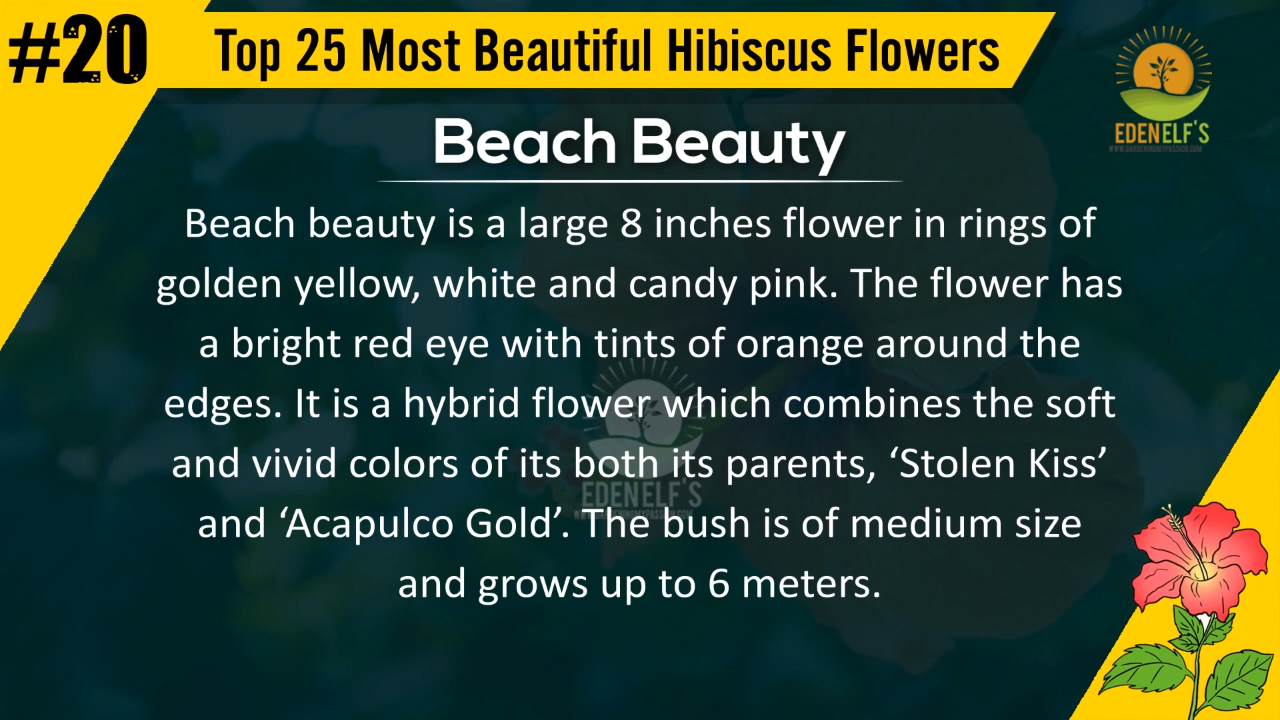 #20
Top 25 Most Beautiful Hibiscus Flowers
EDENELF'S
WWW.GARDENINGMYPASSION.COM
Beach Beauty
Beach beauty is a large 8 inches flower in rings of
golden yellow, white and candy pink. The flower has
a bright red eye with tints of orange around the
edges. It is a hybrid flower which combines the soft
and vivid colors of its both its parents, ‘Stolen Kiss’
and ‘Acapulco Gold’. The bush is of medium size
and grows up to 6 meters.
EDENELF'S